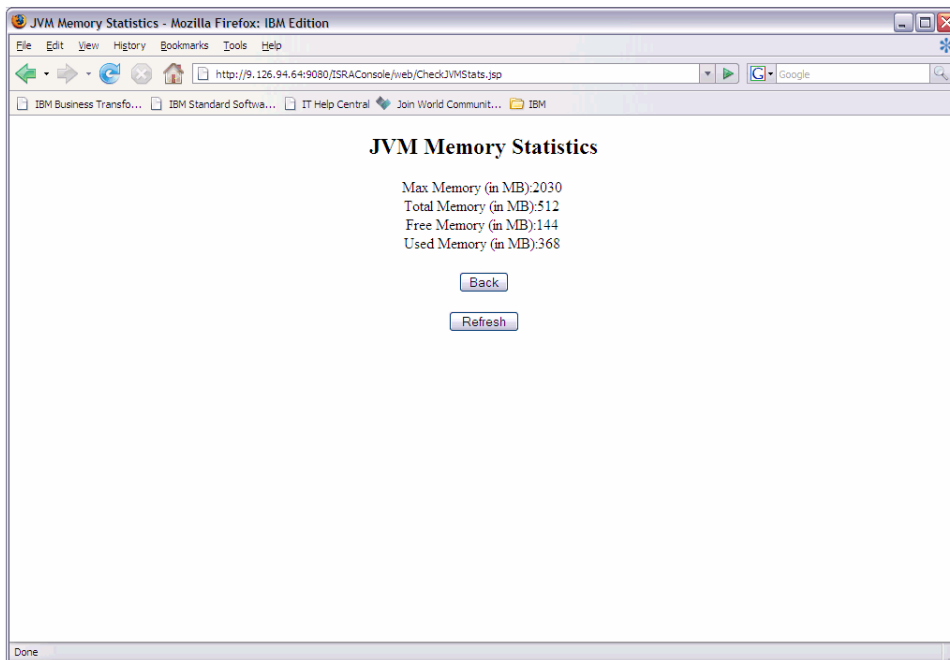 JVM Memory Statistics - Mozilla Firefox: IBM Edition
File Edit View History Bookmarks Tools Help
http://9.126.94.64:9080/ISRAConsole/web/CheckJVMStats.jsp
G Google
IBM Business Transfo... IBM Standard Softwa... IT Help Central Join World Communit... IBM
JVM Memory Statistics
Max Memory (in MB):2030
Total Memory (in MB):512
Free Memory (in MB):144
Used Memory (in MB):368
Back
Refresh
Done